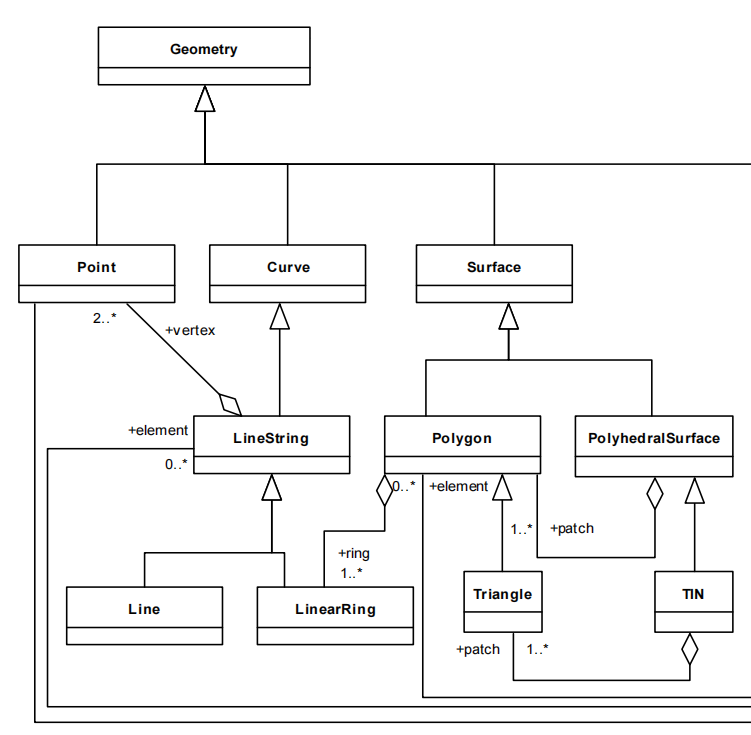 Geometry
Point
Curve
Surface
2..*
+vertex
+element
0..*
LineString
Polygon
PolyhedralSurface
0..*
+element
1..*
+patch
+ring
1..*
Line
LinearRing
Triangle
TIN
+patch
1..*